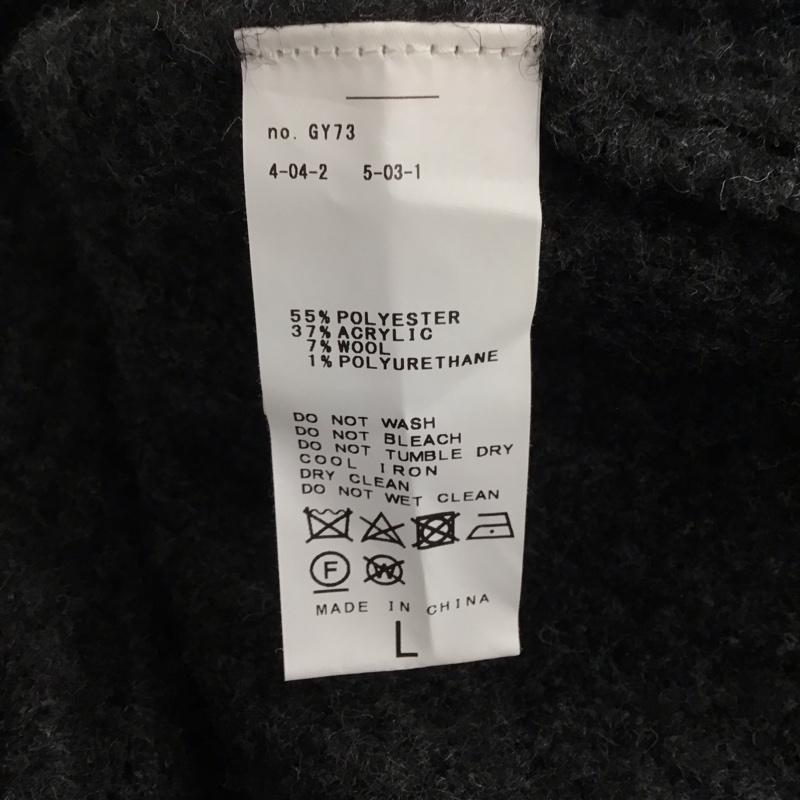 no. GY73
4-04-2 5-03-1
55% POLYESTER
37% ACRYLIC
7% WOOL
1% POLYURETHANE
DO NOT WASH
DO NOT BLEACH
DO NOT TUMBLE DRY
COOL IRON
DRY CLEAN
DO NOT WET CLEAN
F W
MADE IN CHINA
L